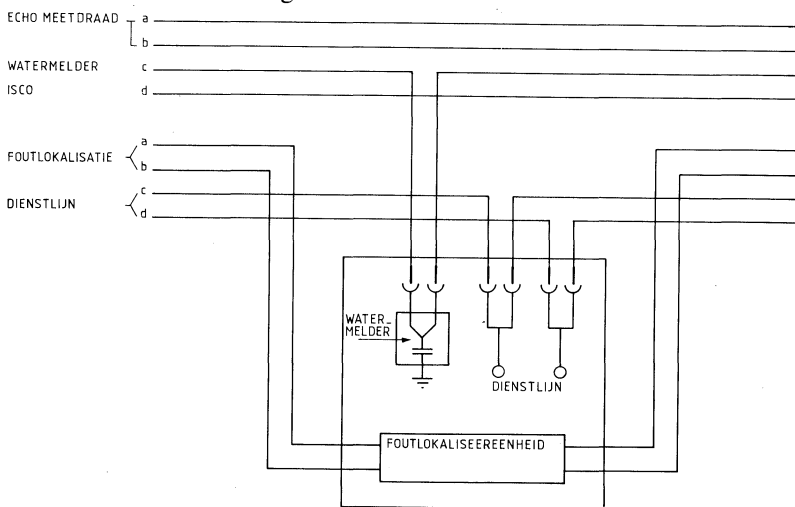 ECHO MEETDRAAD a
b
WATERMELDER c
ISCO d
FOUTLOKALISATIE a
b
DIENSTLIJN c
d
WATER_
MELDER
DIENSTLIJN
FOUTLOKALISEEREENHEID